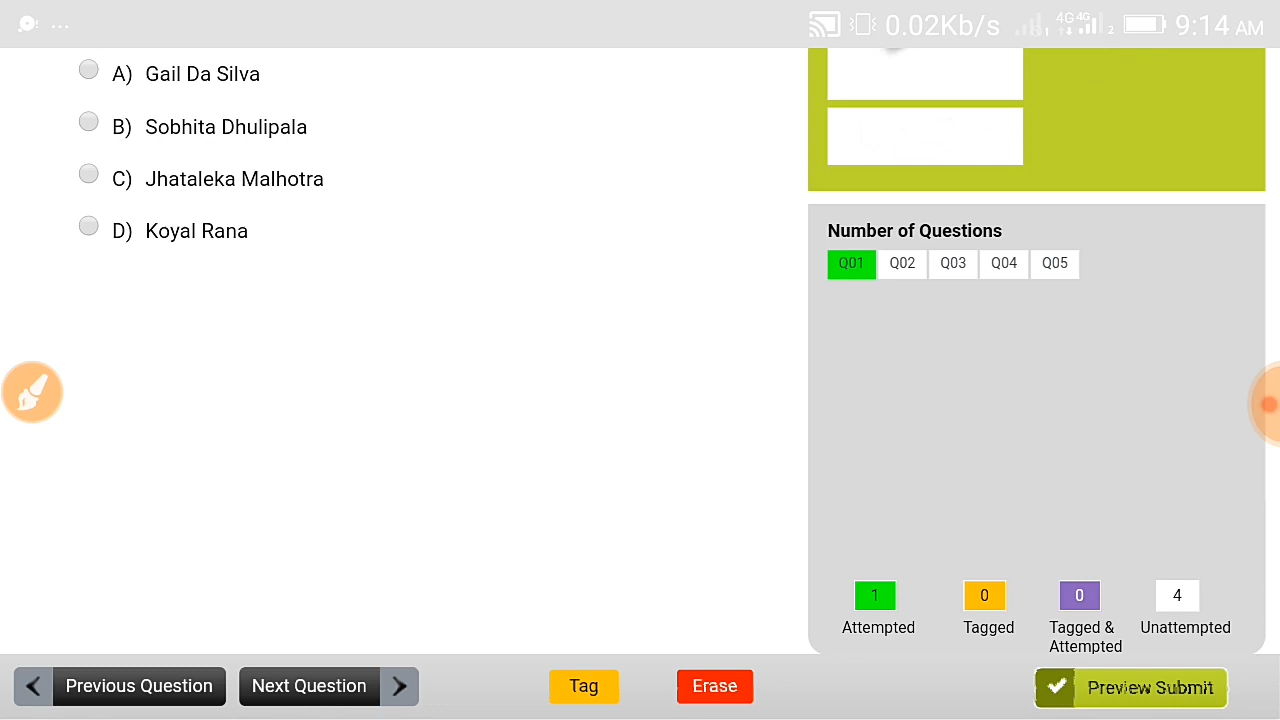 ... 0.02Kb/s 4G 4G 2 9:14 AM
A) Gail Da Silva
B) Sobhita Dhulipala
C) Jhataleka Malhotra
D) Koyal Rana
Number of Questions
Q01 Q02 Q03 Q04 Q05
1 0 0 4
Attempted Tagged Tagged & Attempted Unattempted
Previous Question Next Question Tag Erase Preview Submit